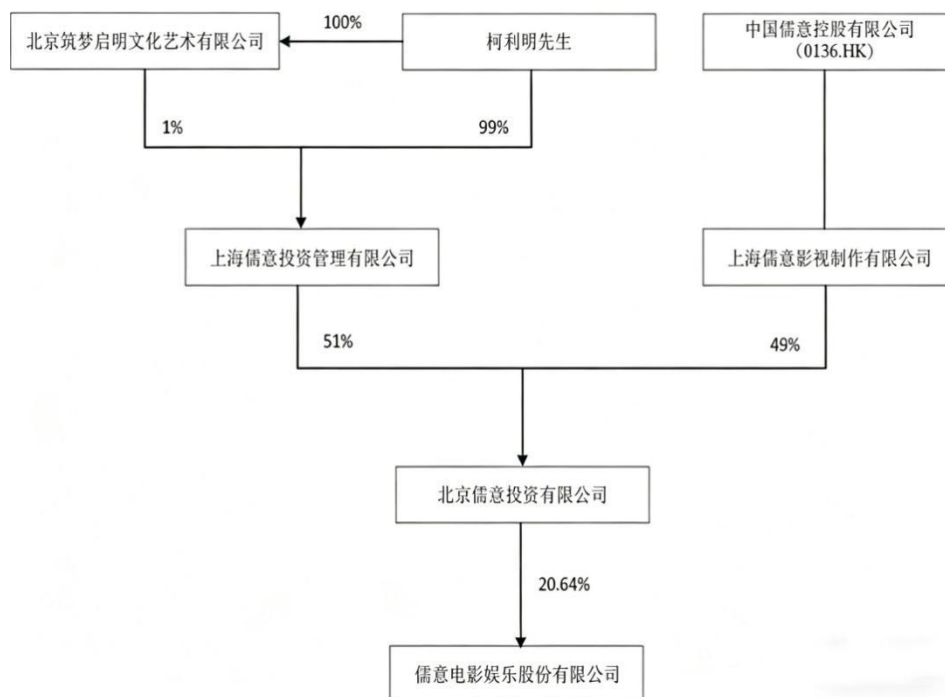 北京筑梦启明文化艺术有限公司
100%
柯利明先生
中国儒意控股有限公司
（0136.HK）
1%
99%
上海儒意投资管理有限公司
上海儒意影视制作有限公司
51%
49%
北京儒意投资有限公司
20.64%
儒意电影娱乐股份有限公司